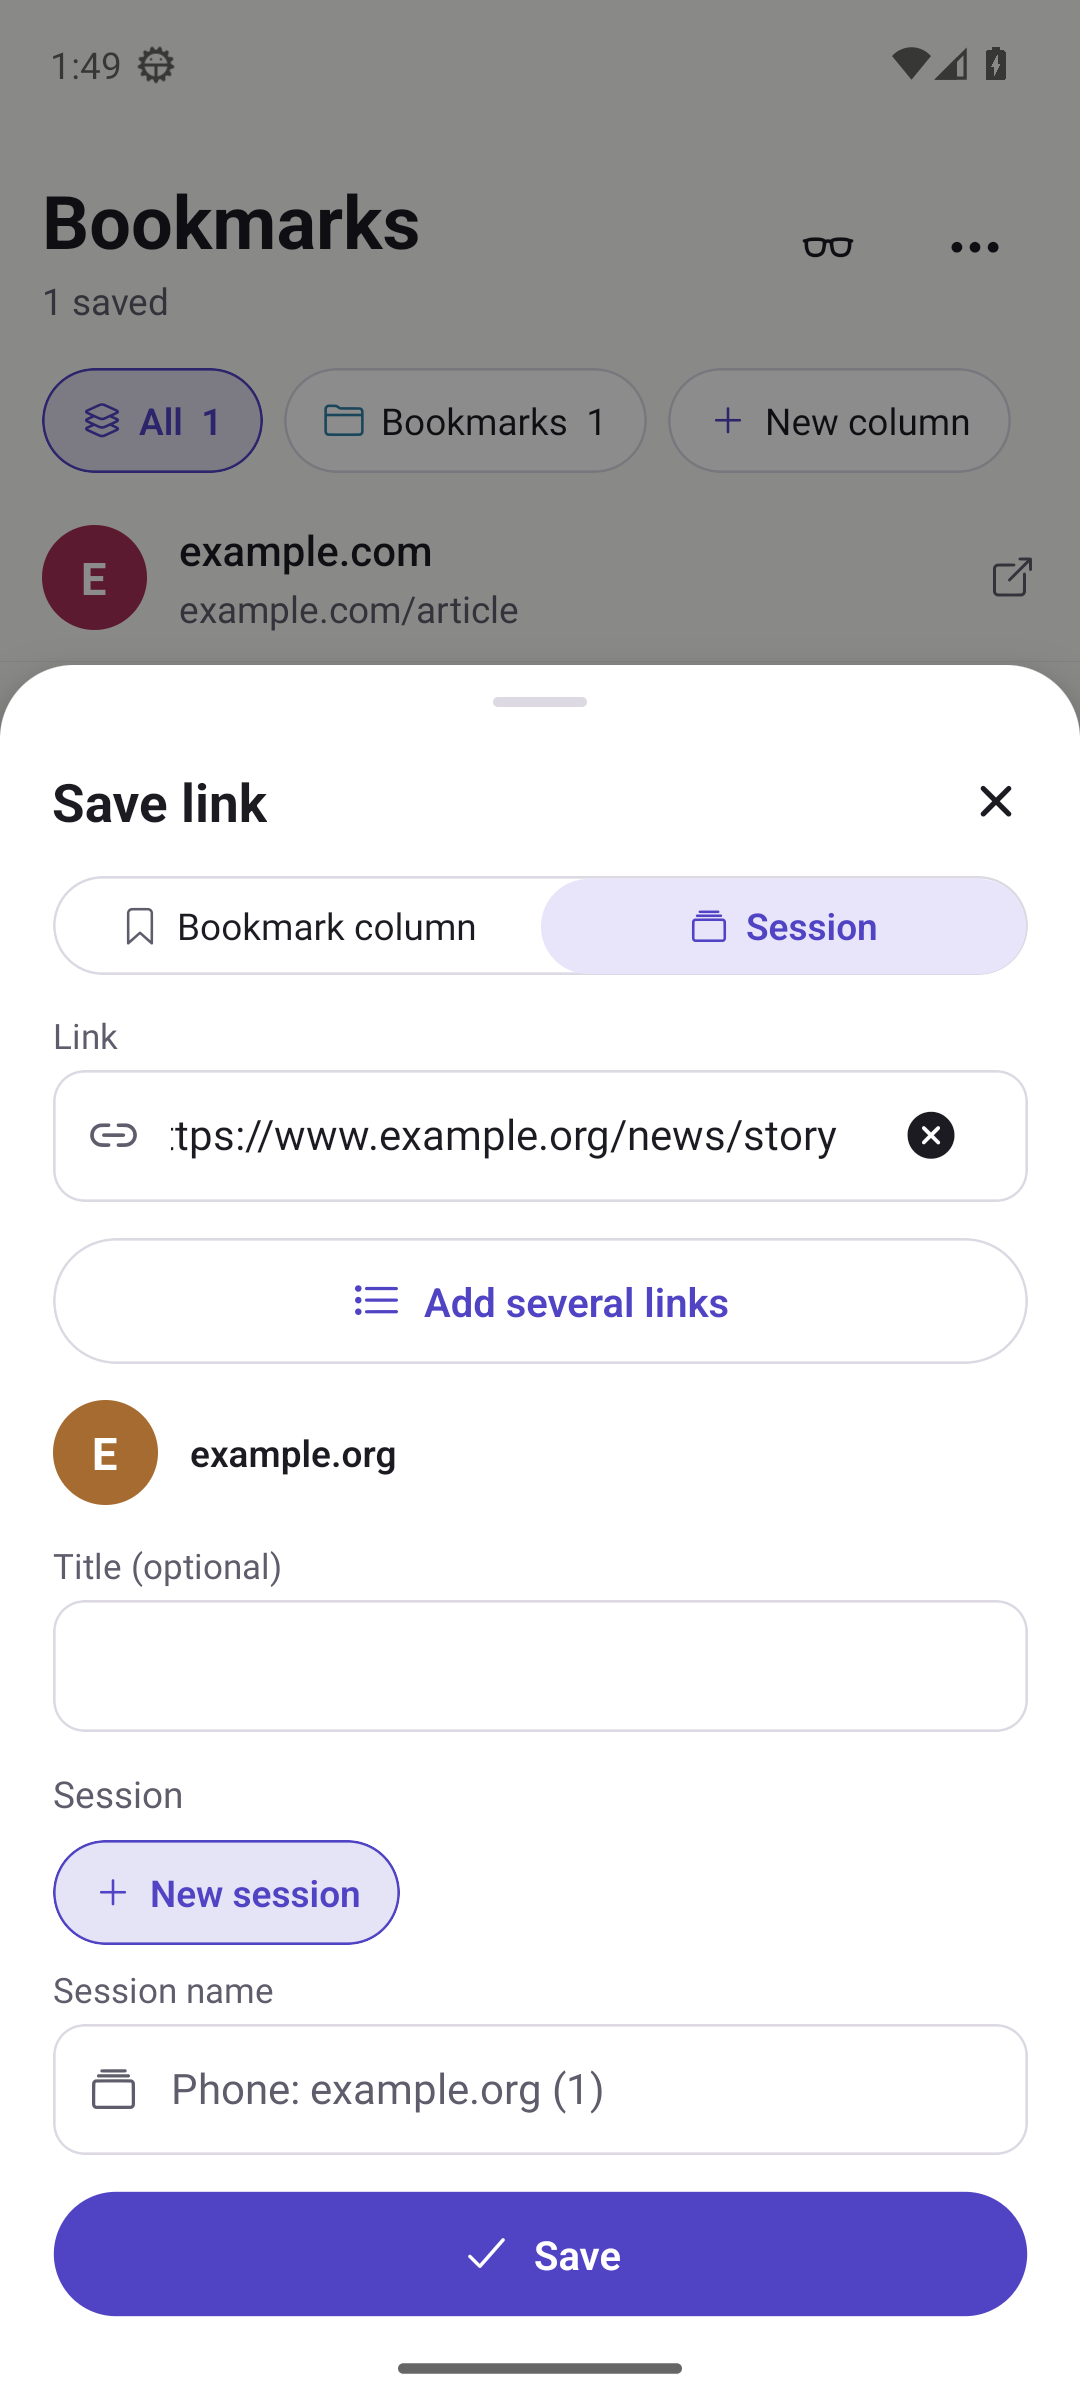 1:49
Bookmarks
1 saved
All 1
Bookmarks 1
New column
E
example.com
example.com/article
Save link
Bookmark column
Session
Link
tps://www.example.org/news/story
Add several links
E
example.org
Title (optional)
Session
New session
Session name
Phone: example.org (1)
Save